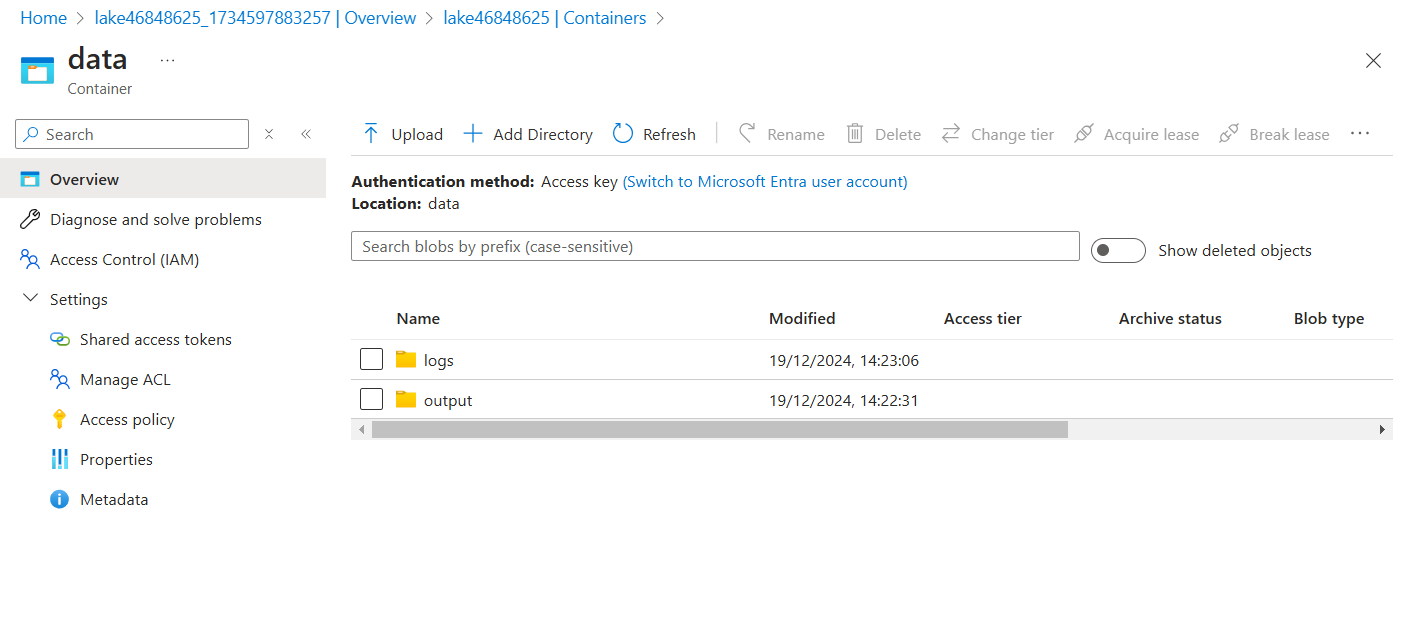 Home > lake46848625_1734597883257 | Overview > lake46848625 | Containers >
data ...
Container
Search
Overview
Diagnose and solve problems
Access Control (IAM)
Settings
Shared access tokens
Manage ACL
Access policy
Properties
Metadata
Upload Add Directory Refresh Rename Delete Change tier Acquire lease Break lease ...
Authentication method: Access key (Switch to Microsoft Entra user account)
Location: data
Search blobs by prefix (case-sensitive) Show deleted objects
Name Modified Access tier Archive status Blob type
logs 19/12/2024, 14:23:06
output 19/12/2024, 14:22:31